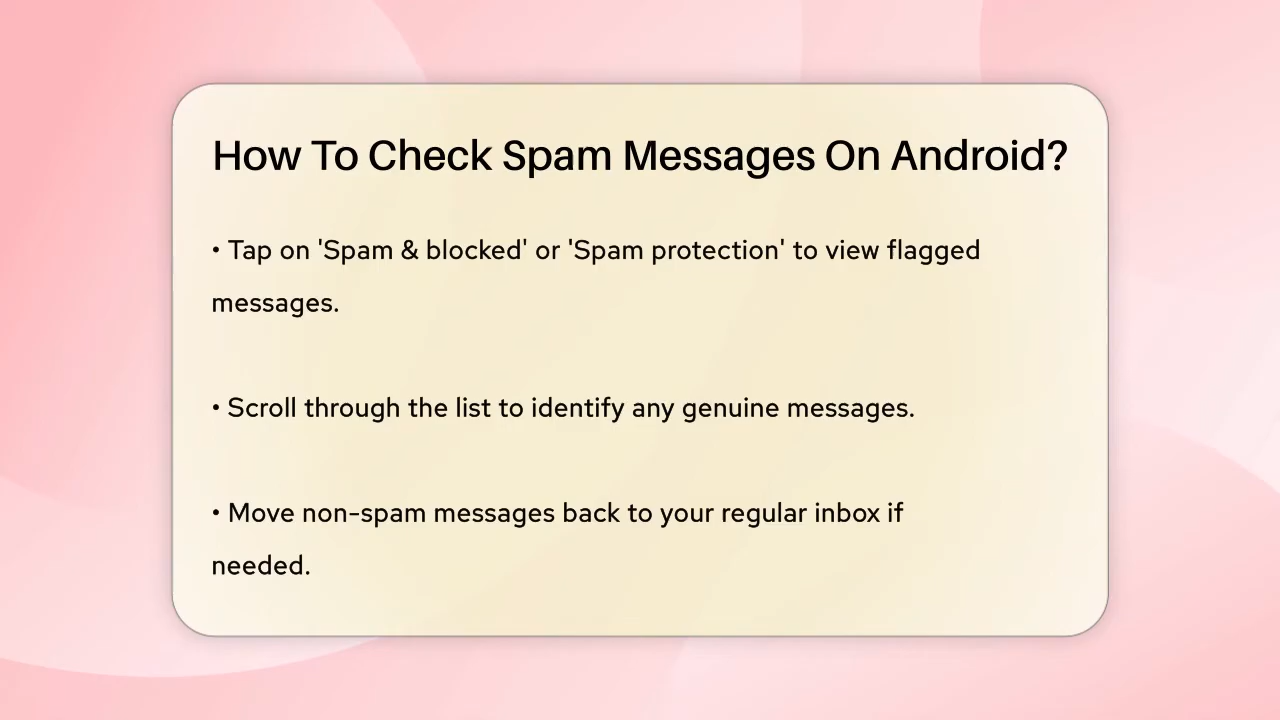 How To Check Spam Messages On Android?
• Tap on 'Spam & blocked' or 'Spam protection' to view flagged
messages.
• Scroll through the list to identify any genuine messages.
• Move non-spam messages back to your regular inbox if
needed.